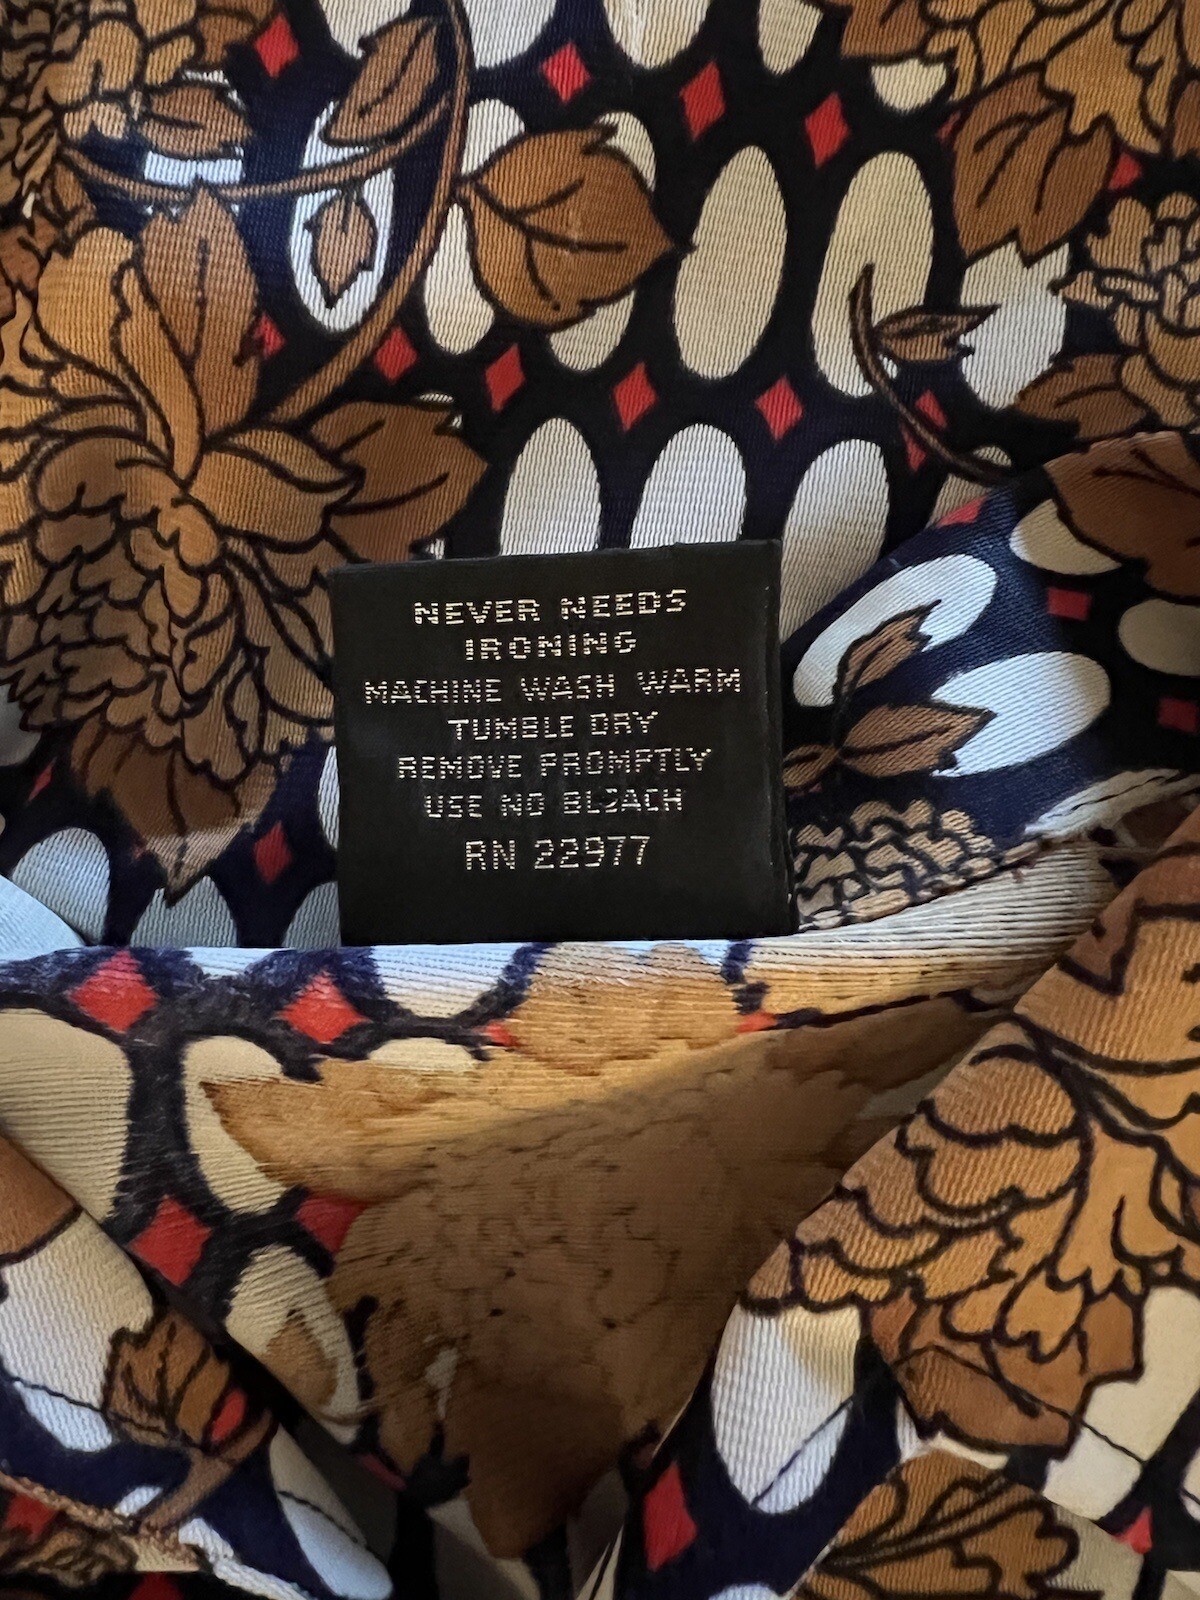 NEVER NEEDS
IRONING
MACHINE WASH WARM
TUMBLE DRY
REMOVE PROMPTLY
USE NO BLEACH
RN 22977